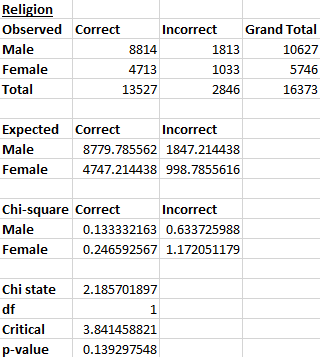 Religion
Observed Correct Incorrect Grand Total
Male 8814 1813 10627
Female 4713 1033 5746
Total 13527 2846 16373
Expected Correct Incorrect
Male 8779.785562 1847.214438
Female 4747.214438 998.7855616
Chi-square Correct Incorrect
Male 0.133332163 0.633725988
Female 0.246592567 1.172051179
Chi state 2.185701897
df 1
Critical 3.841458821
p-value 0.139297548